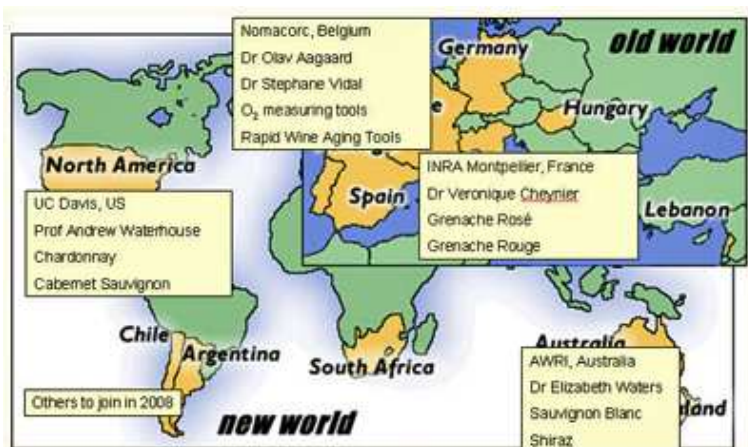 Nomacorc, Belgium
Dr Olav Aagaard
Dr Stephane Vidal
O₂ measuring tools
Rapid Wine Aging Tools
Germany
old world
Hungary
North America
INRA Montpellier, France
Dr Veronique Cheynier
Grenache Rosé
Grenache Rouge
Spain
Lebanon
UC Davis, US
Prof Andrew Waterhouse
Chardonnay
Cabernet Sauvignon
Chile
Argentina
South Africa
Australia
AWRI, Australia
Dr Elizabeth Waters
Sauvignon Blanc
Shiraz
Others to join in 2008
new world